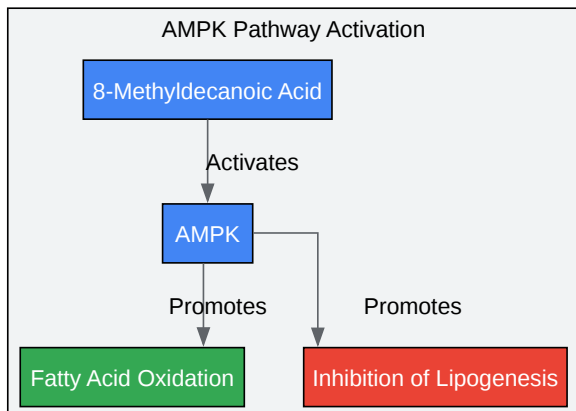 AMPK Pathway Activation
8-Methyldecanoic Acid
Activates
AMPK
Promotes
Promotes
Fatty Acid Oxidation
Inhibition of Lipogenesis